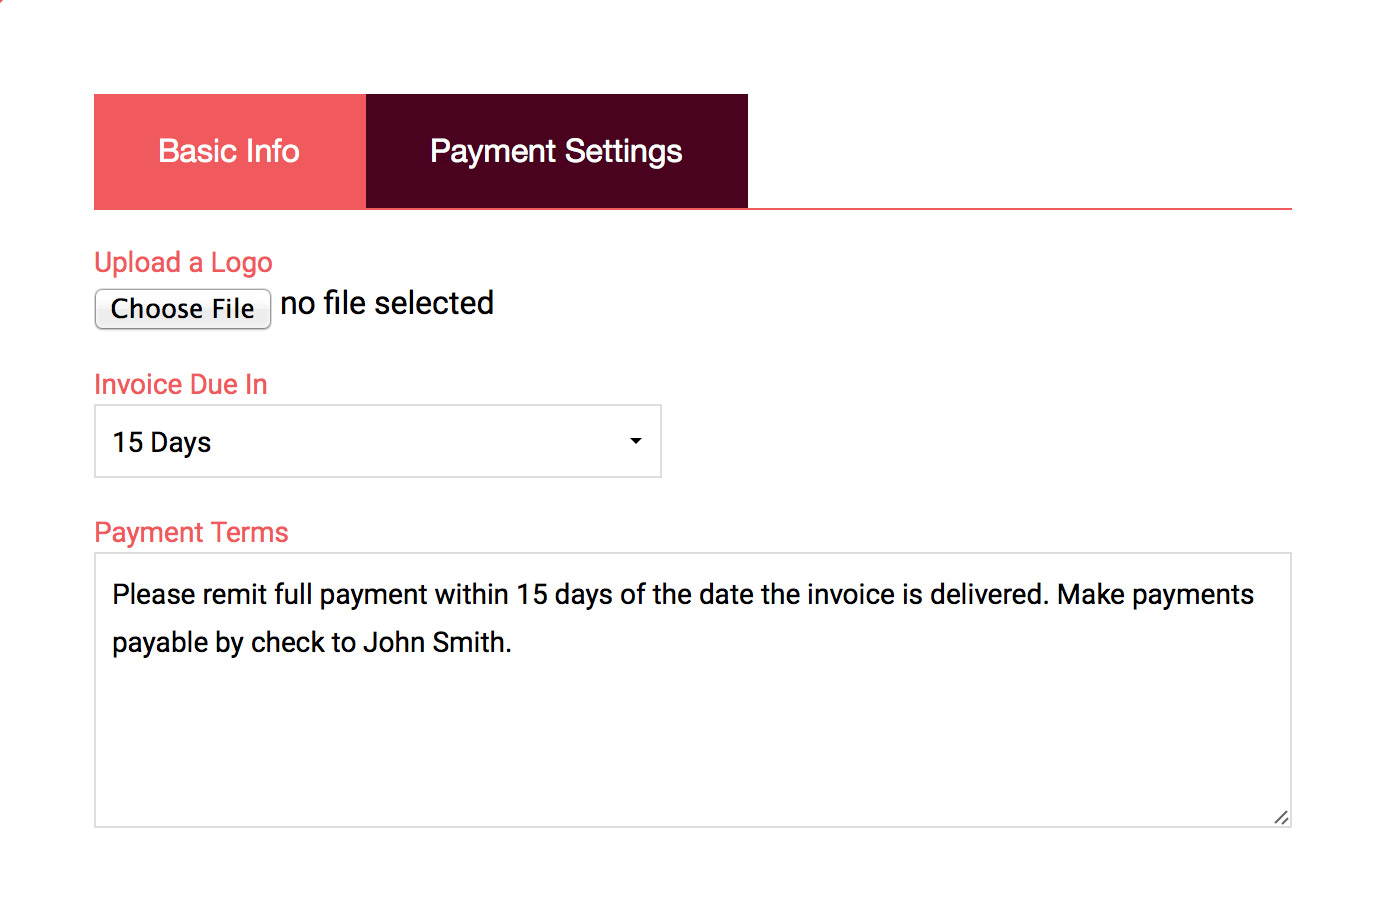 Basic Info Payment Settings
Upload a Logo
Choose File no file selected
Invoice Due In
15 Days
Payment Terms
Please remit full payment within 15 days of the date the invoice is delivered. Make payments
payable by check to John Smith.